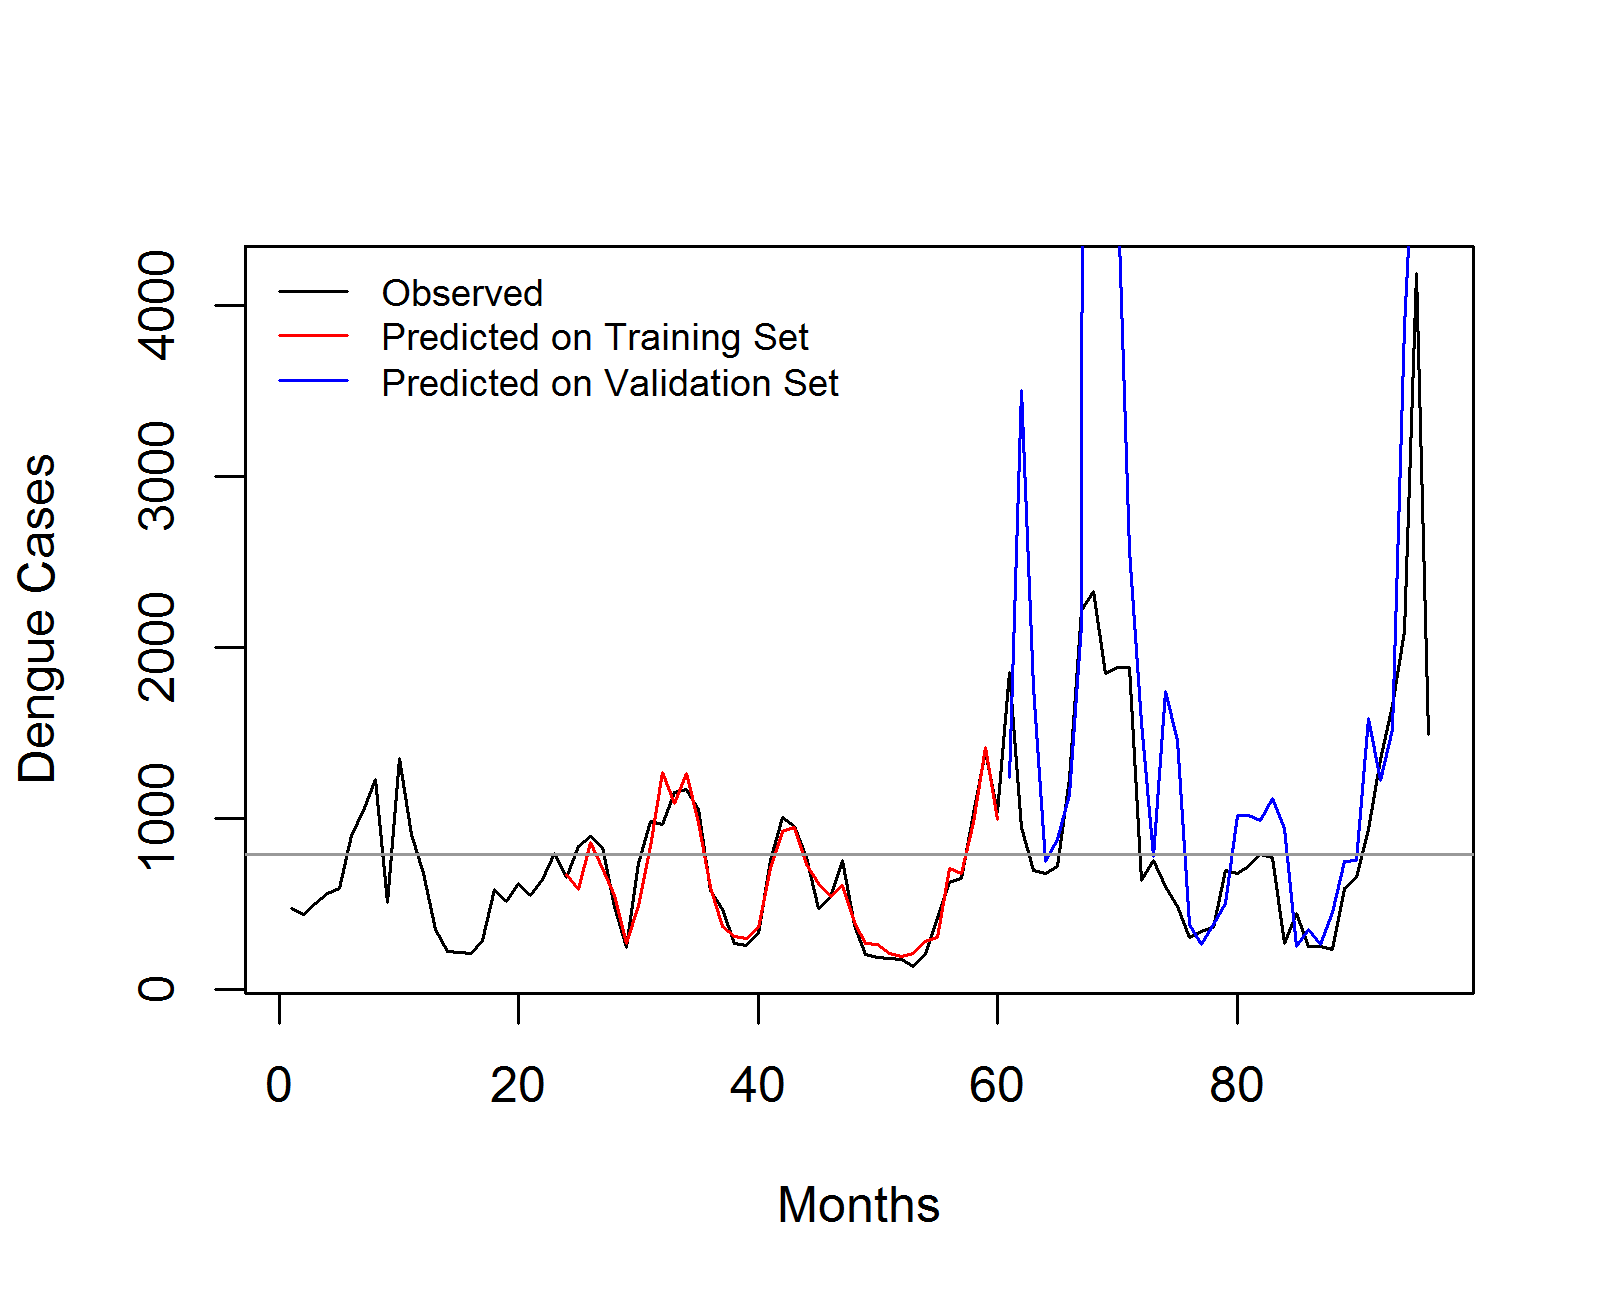 Observed
Predicted on Training Set
Predicted on Validation Set
Dengue Cases
4000
3000
2000
1000
0
0 20 40 60 80
Months